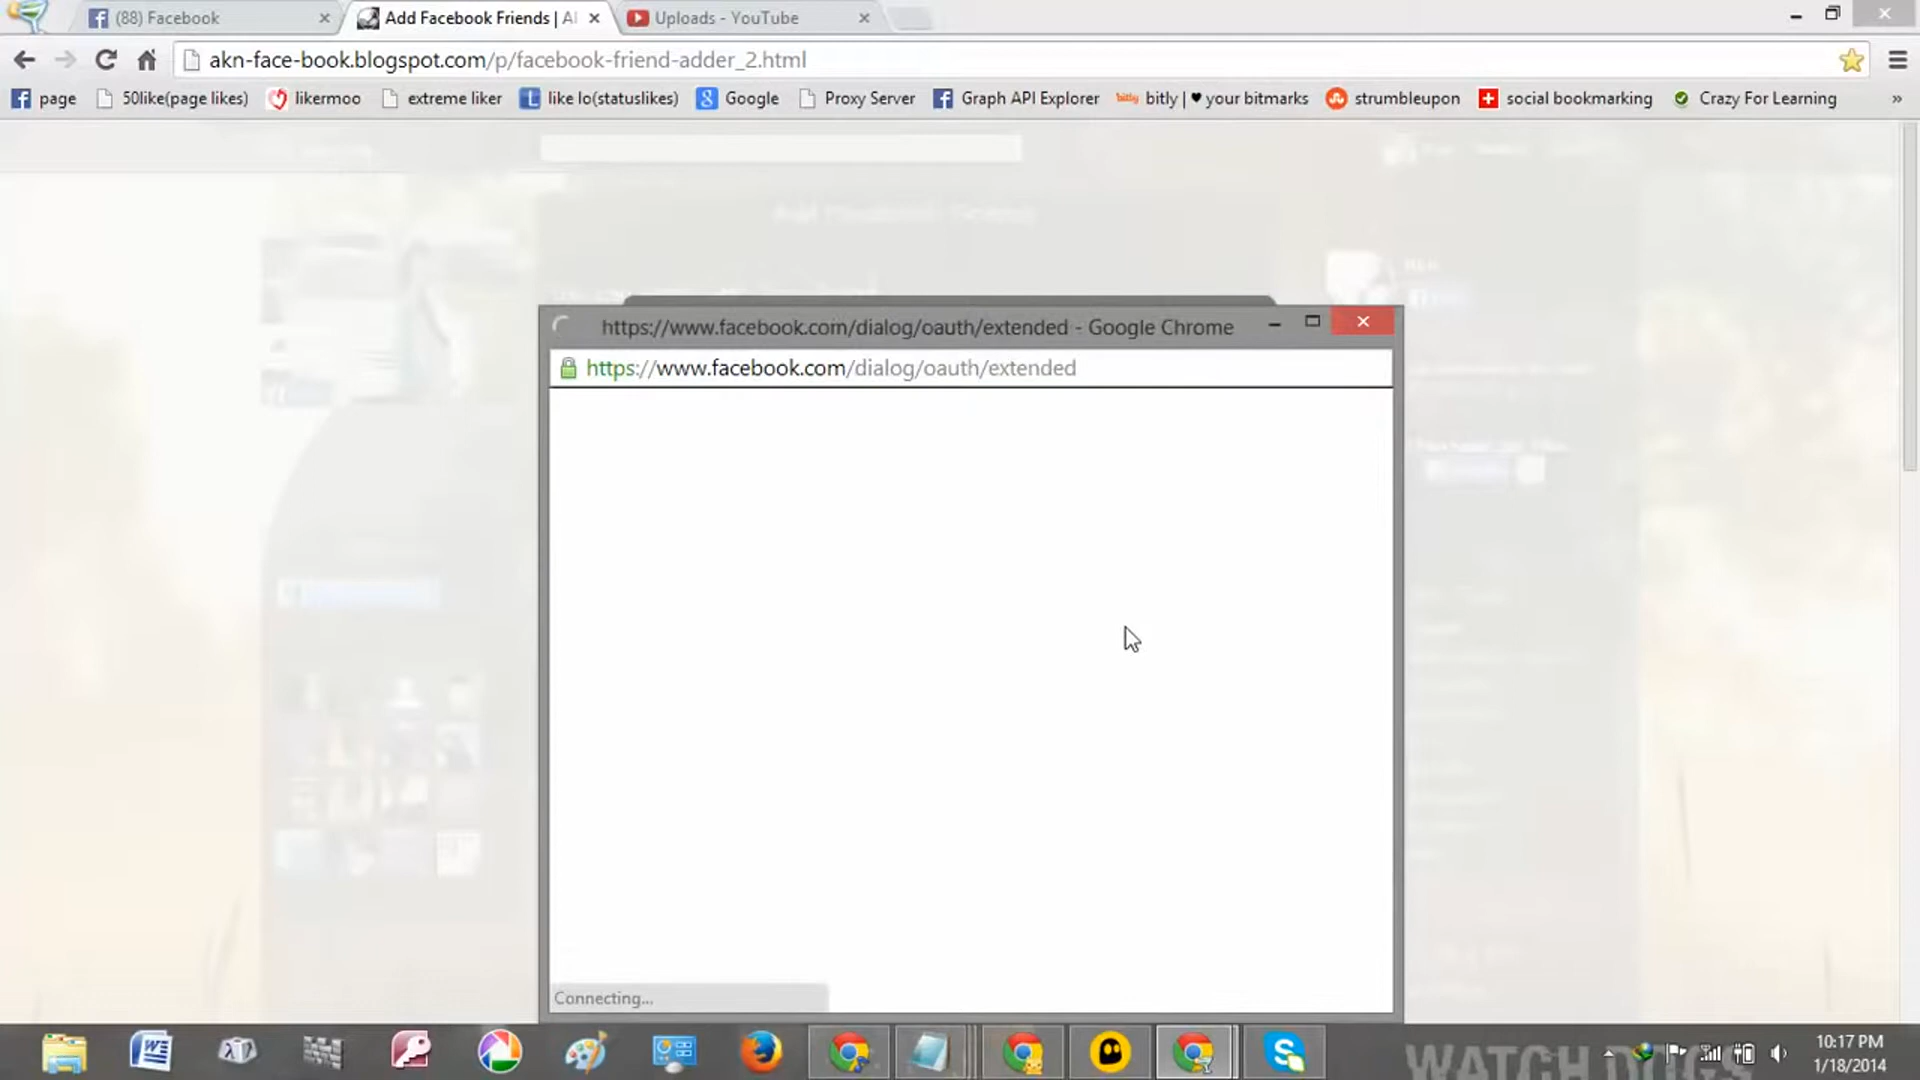 (88) Facebook
Add Facebook Friends | Al
Uploads - YouTube
akn-face-book.blogspot.com/p/facebook-friend-adder_2.html
page
50like(page likes)
likermoo
extreme liker
like lo(statuslikes)
Google
Proxy Server
Graph API Explorer
bitly | ♥ your bitmarks
strumbleupon
social bookmarking
Crazy For Learning
»
https://www.facebook.com/dialog/oauth/extended - Google Chrome
https://www.facebook.com/dialog/oauth/extended
Connecting...
WATCH DOGS
10:17 PM
1/18/2014